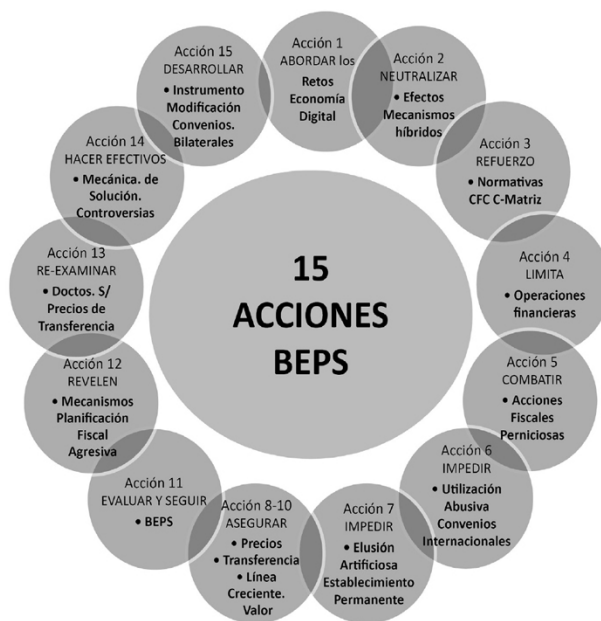 15
ACCIONES
BEPS
Acción 1
ABORDAR los
Retos
Economía
Digital
Acción 2
NEUTRALIZAR
• Efectos
Mecanismos
híbridos
Acción 3
REFUERZO
• Normativas
CFC C-Matriz
Acción 4
LIMITA
• Operaciones
financieras
Acción 5
COMBATIR
• Acciones
Fiscales
Perniciosas
Acción 6
IMPEDIR
• Utilización
Abusiva
Convenios
Internacionales
Acción 7
IMPEDIR
• Elusión
Artificiosa
Establecimiento
Permanente
Acción 8-10
ASEGURAR
• Precios
• Transferencia
• Línea
Creciente.
Valor
Acción 11
EVALUAR Y SEGUIR
• BEPS
Acción 12
REVELEN
• Mecanismos
Planificación
Fiscal
Agresiva
Acción 13
RE-EXAMINAR
• Doctos. S/
Precios de
Transferencia
Acción 14
HACER EFECTIVOS
• Mecánica. de
Solución.
Controversias
Acción 15
DESARROLLAR
• Instrumento
Modificación
Convenios.
Bilaterales